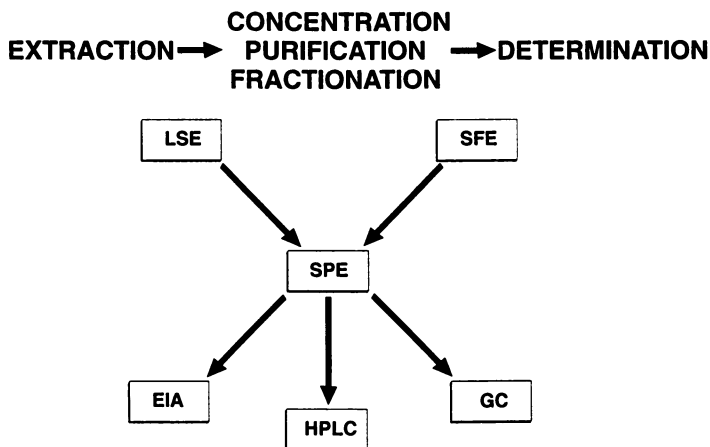 CONCENTRATION
EXTRACTION PURIFICATION DETERMINATION
FRACTIONATION
LSE SFE
SPE
EIA HPLC GC